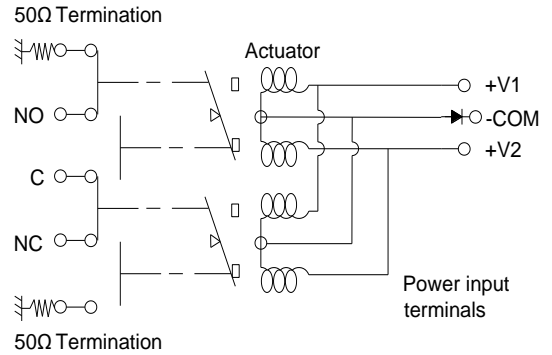 50Ω Termination
Actuator
+V1
NO
-COM
+V2
C
NC
Power input
terminals
50Ω Termination